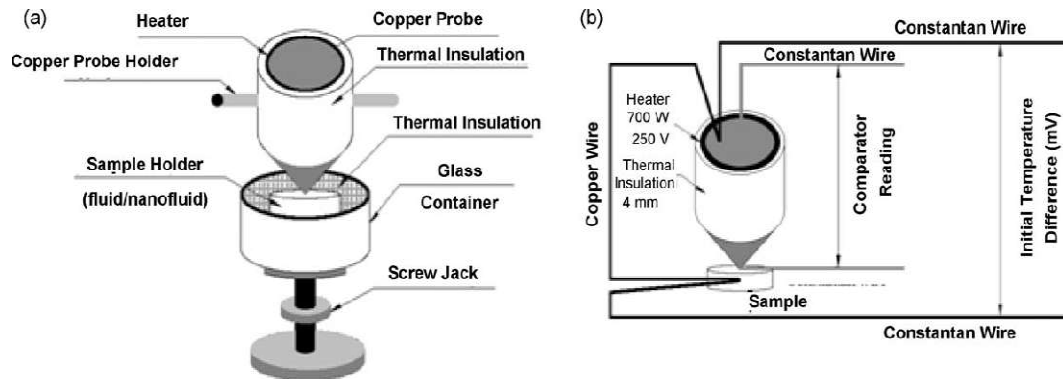 (a)
Heater
Copper Probe
Thermal Insulation
Copper Probe Holder
Thermal Insulation
Sample Holder
(fluid/nanofluid)
Glass
Container
Screw Jack
(b)
Constantan Wire
Constantan Wire
Heater
700 W
250 V
Thermal
Insulation
4 mm
Copper Wire
Comparator
Reading
Initial Temperature
Difference (mV)
Sample
Constantan Wire